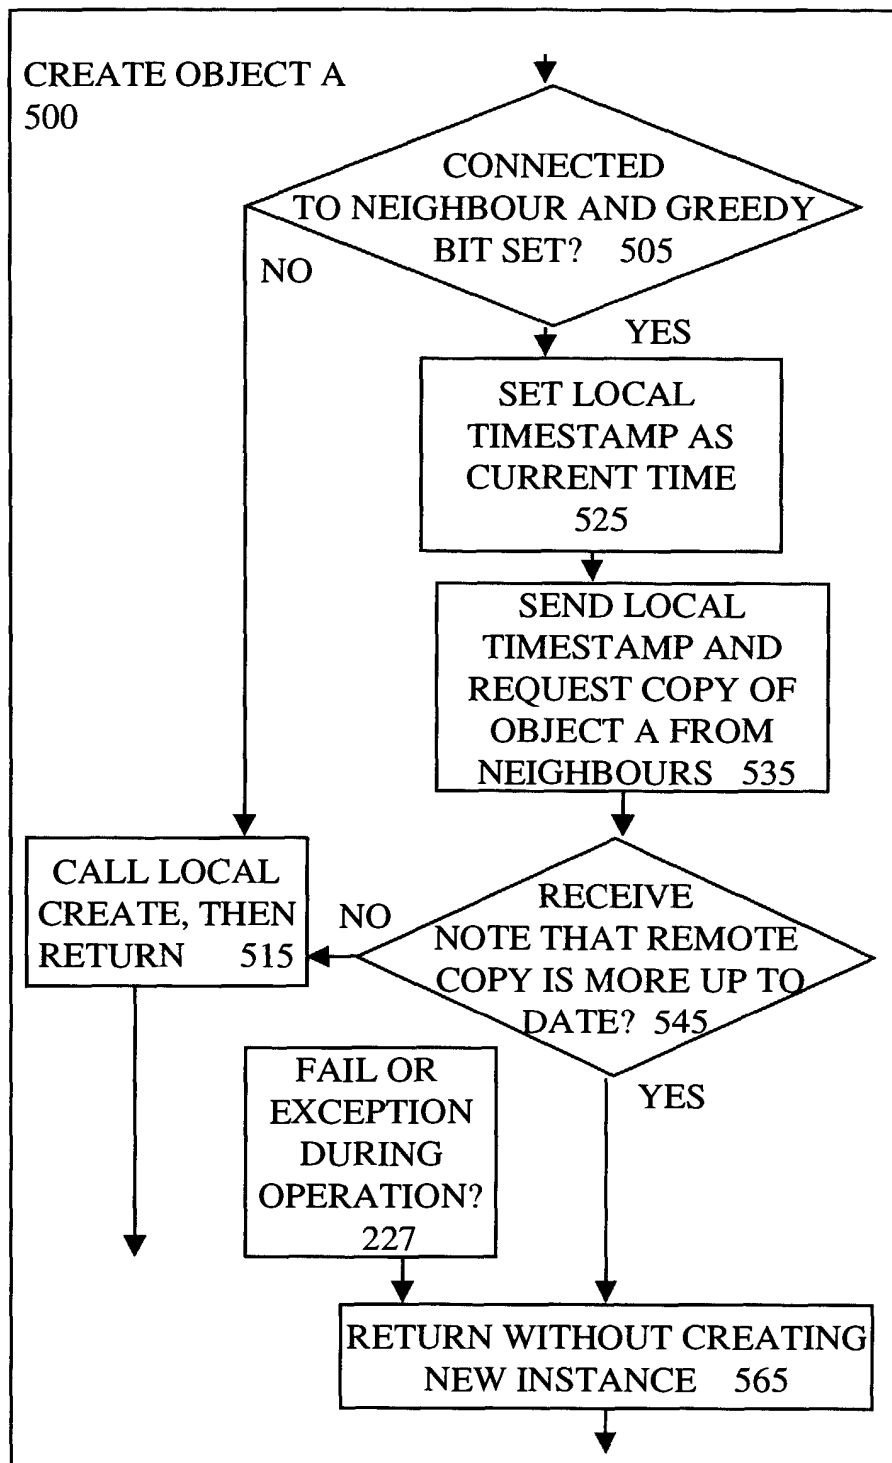 CREATE OBJECT A
500
CONNECTED
TO NEIGHBOUR AND GREEDY
BIT SET? 505
NO
YES
SET LOCAL
TIMESTAMP AS
CURRENT TIME
525
SEND LOCAL
TIMESTAMP AND
REQUEST COPY OF
OBJECT A FROM
NEIGHBOURS 535
CALL LOCAL
CREATE, THEN
RETURN 515
NO
RECEIVE
NOTE THAT REMOTE
COPY IS MORE UP TO
DATE? 545
YES
FAIL OR
EXCEPTION
DURING
OPERATION?
227
RETURN WITHOUT CREATING
NEW INSTANCE 565